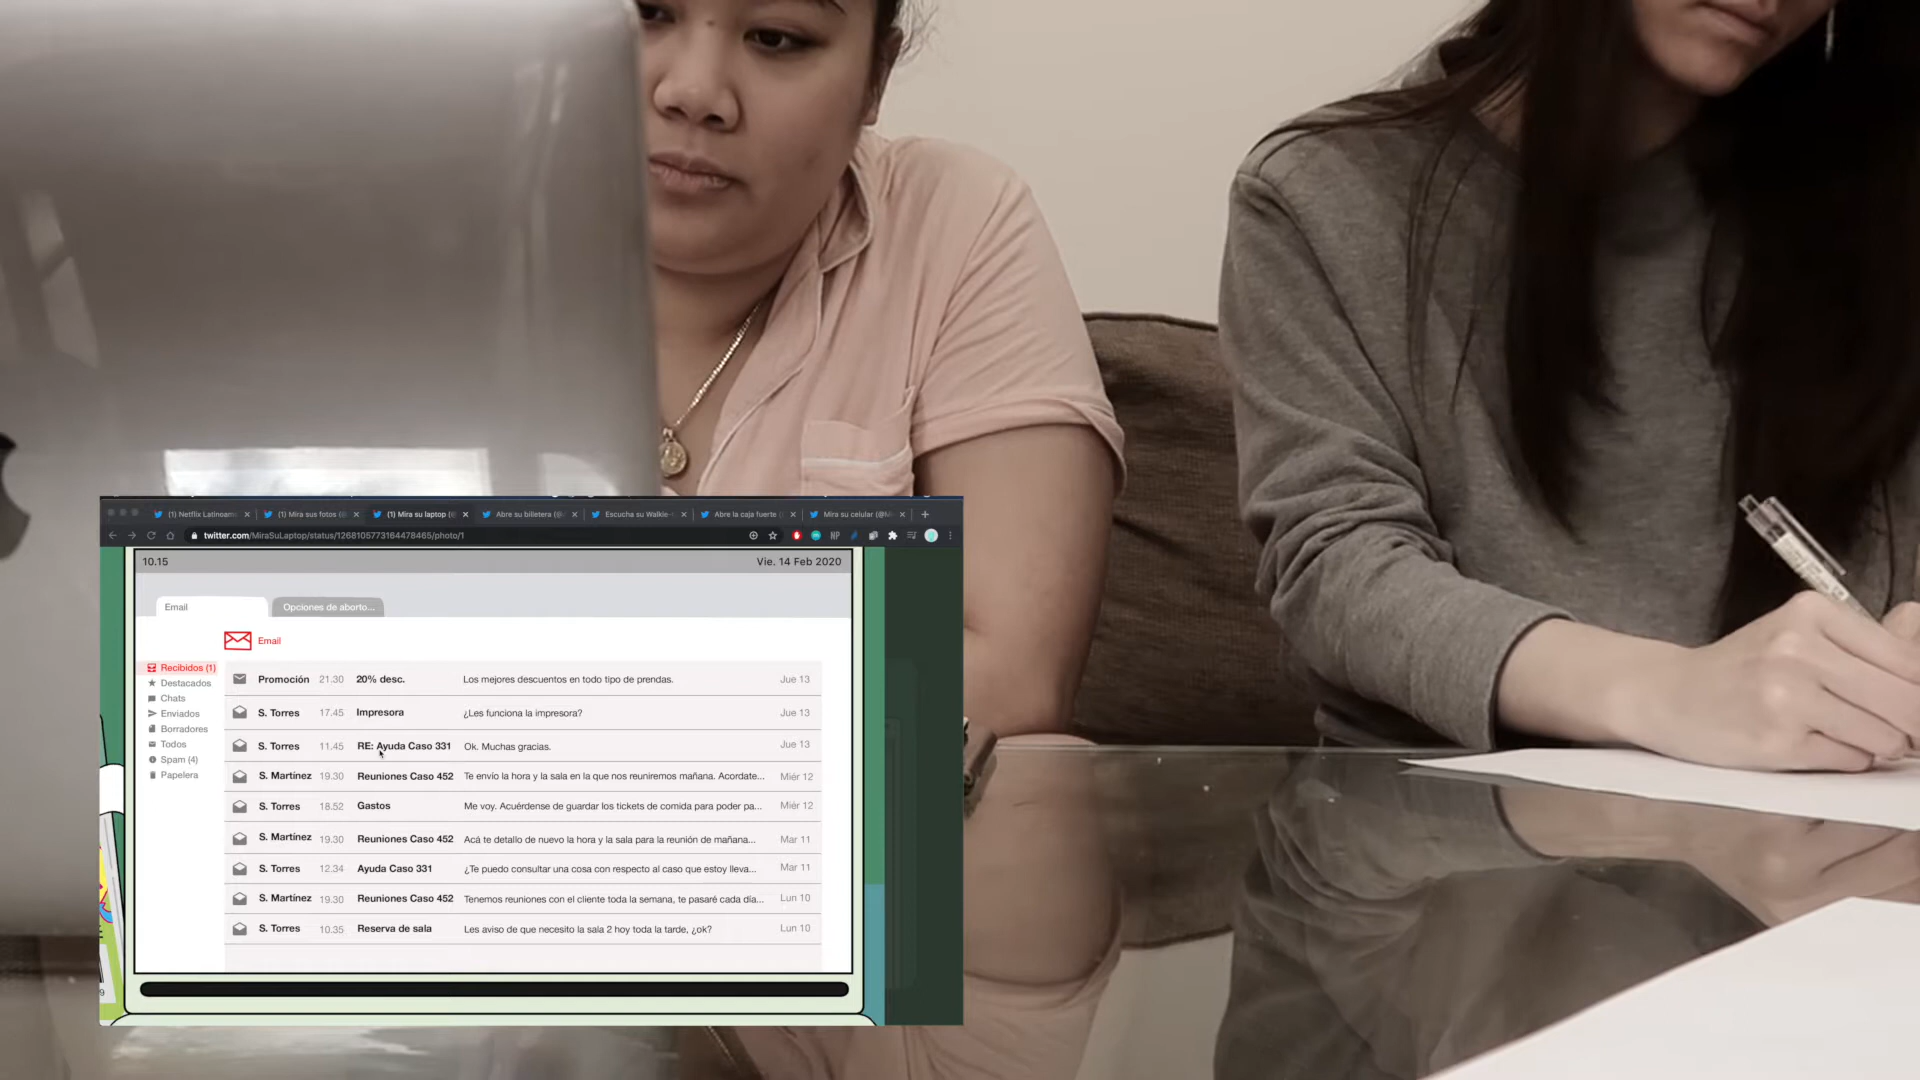 (1) Netflix Latinoam
(1) Mira sus fotos (@
(1) Mira su laptop (@
Abre su billetera (@
Escucha su Walkie-
Abre la caja fuerte (
Mira su celular (@M
twitter.com/MiraSuLaptop/status/1268105773164478465/photo/1
10.15 Vie. 14 Feb 2020
Email Opciones de aborto...
Email
Recibidos (1)
Destacados
Chats
Enviados
Borradores
Todos
Spam (4)
Papelera
Promoción 21.30 20% desc. Los mejores descuentos en todo tipo de prendas. Jue 13
S. Torres 17.45 Impresora ¿Les funciona la impresora? Jue 13
S. Torres 11.45 RE: Ayuda Caso 331 Ok. Muchas gracias. Jue 13
S. Martínez 19.30 Reuniones Caso 452 Te envío la hora y la sala en la que nos reuniremos mañana. Acordate... Miér 12
S. Torres 18.52 Gastos Me voy. Acuérdense de guardar los tickets de comida para poder pa... Miér 12
S. Martínez 19.30 Reuniones Caso 452 Acá te detallo de nuevo la hora y la sala para la reunión de mañana... Mar 11
S. Torres 12.34 Ayuda Caso 331 ¿Te puedo consultar una cosa con respecto al caso que estoy lleva... Mar 11
S. Martínez 19.30 Reuniones Caso 452 Tenemos reuniones con el cliente toda la semana, te pasaré cada día... Lun 10
S. Torres 10.35 Reserva de sala Les aviso de que necesito la sala 2 hoy toda la tarde, ¿ok? Lun 10